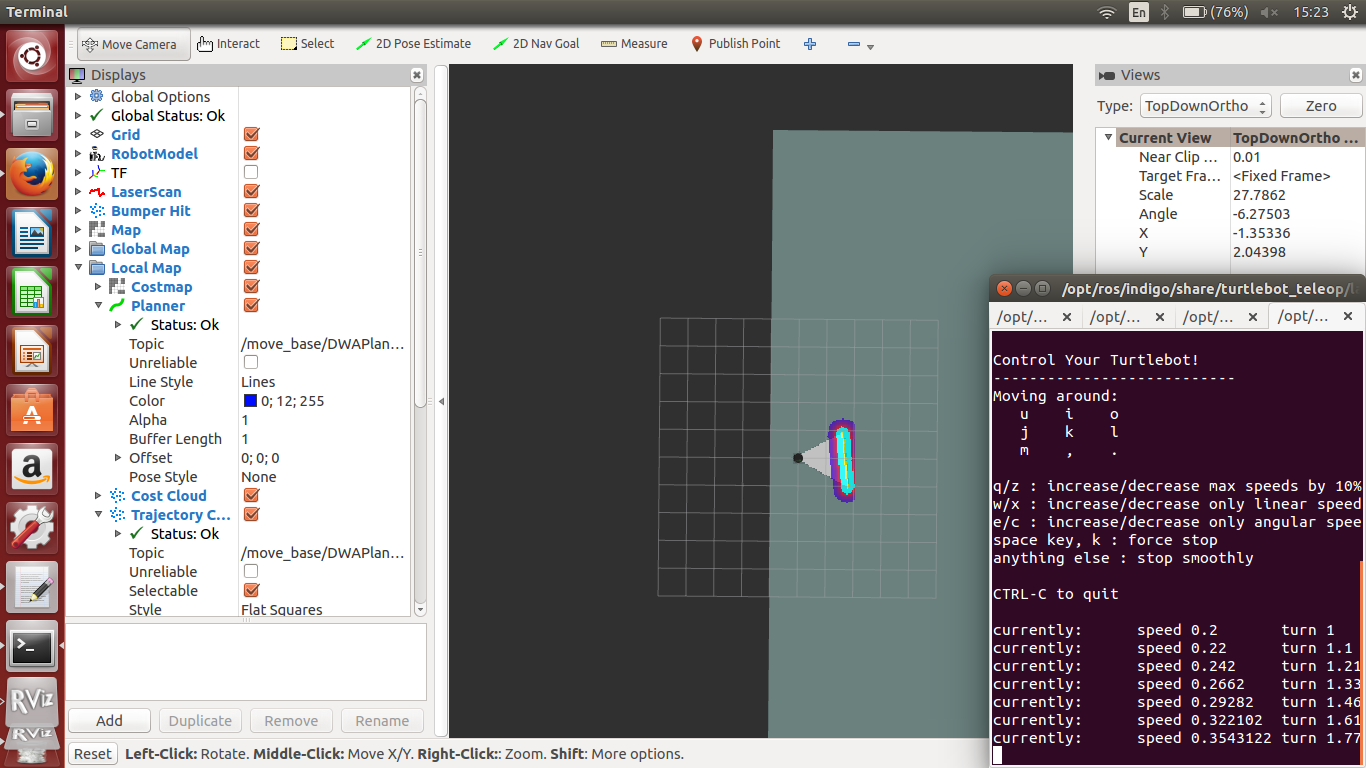 Terminal
En
(76%)
15:23
Move Camera
Interact
Select
2D Pose Estimate
2D Nav Goal
Measure
Publish Point
Displays
Global Options
Global Status: Ok
Grid
RobotModel
TF
LaserScan
Bumper Hit
Map
Global Map
Local Map
Costmap
Planner
Status: Ok
Topic /move_base/DWAPlan...
Unreliable
Line Style Lines
Color 0; 12; 255
Alpha 1
Buffer Length 1
Offset 0; 0; 0
Pose Style None
Cost Cloud
Trajectory C...
Status: Ok
Topic /move_base/DWAPlan...
Unreliable
Selectable
Style Flat Squares
Add
Duplicate
Remove
Rename
Reset
Left-Click: Rotate. Middle-Click: Move X/Y. Right-Click:: Zoom. Shift: More options.
Views
Type: TopDownOrtho Zero
Current View TopDownOrtho ...
Near Clip ... 0.01
Target Fra... <Fixed Frame>
Scale 27.7862
Angle -6.27503
X -1.35336
Y 2.04398
/opt/ros/indigo/share/turtlebot_teleop/l
/opt/... /opt/... /opt/... /opt/...
Control Your Turtlebot!
---------------------------
Moving around:
u i o
j k l
m , .
q/z : increase/decrease max speeds by 10%
w/x : increase/decrease only linear speed
e/c : increase/decrease only angular spee
space key, k : force stop
anything else : stop smoothly
CTRL-C to quit
currently: speed 0.2 turn 1
currently: speed 0.22 turn 1.1
currently: speed 0.242 turn 1.21
currently: speed 0.2662 turn 1.33
currently: speed 0.29282 turn 1.46
currently: speed 0.322102 turn 1.61
currently: speed 0.3543122 turn 1.77
RViz
RViz